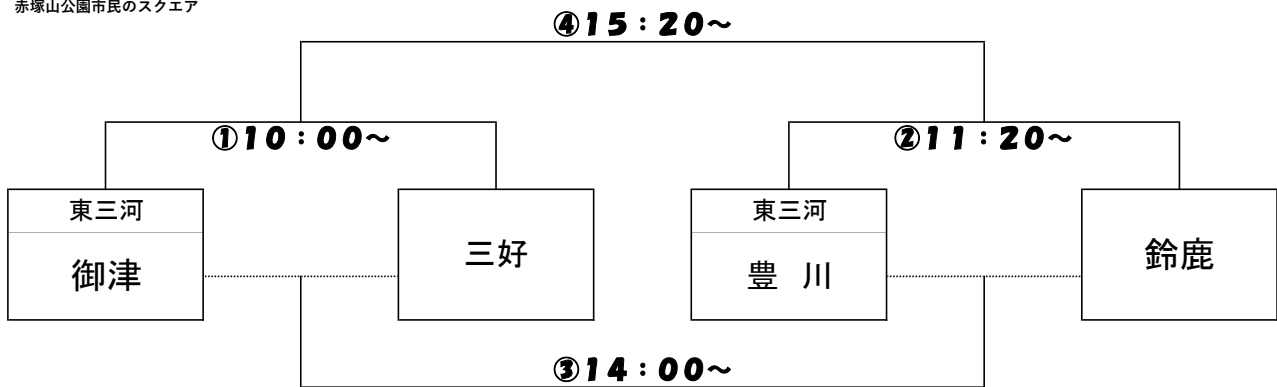 赤塚山公園市民のスクエア
④15：20～
①10：00～
②11：20～
東三河
御津
三好
東三河
豊　川
鈴鹿
③14：00～